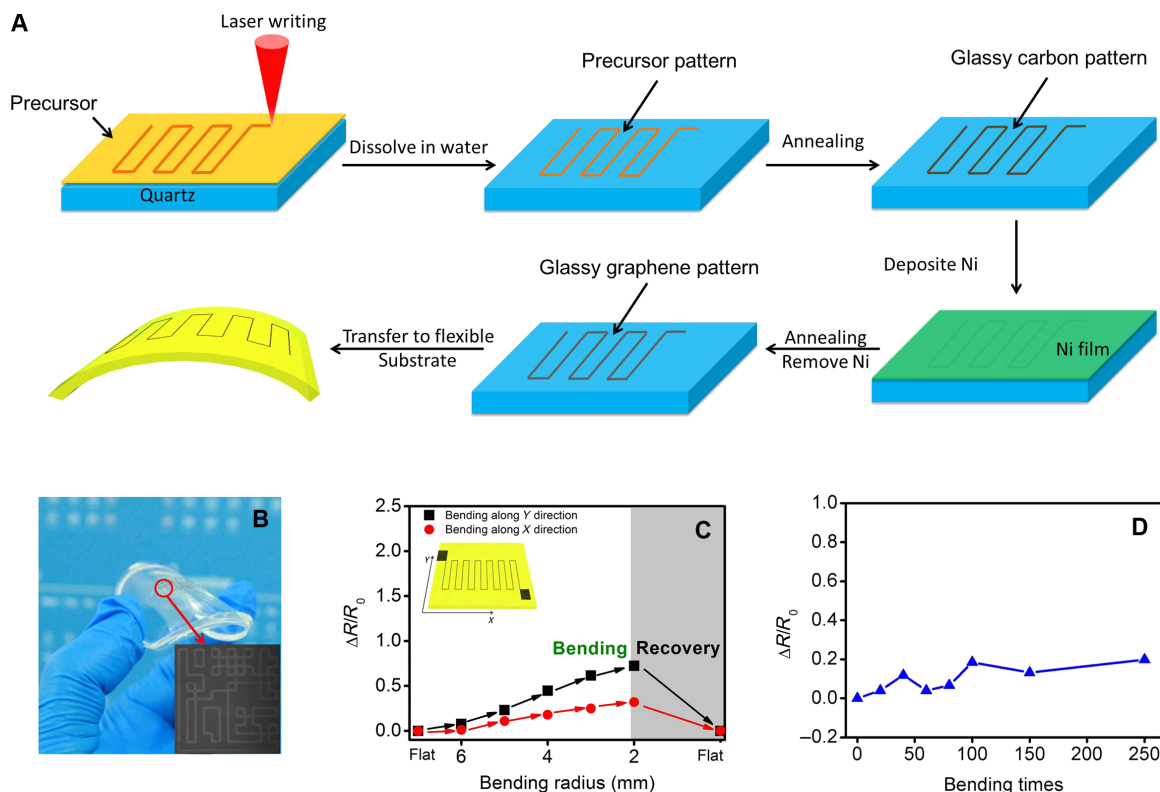 A
Laser writing
Precursor
Quartz
Dissolve in water
Precursor pattern
Annealing
Glassy carbon pattern
Deposite Ni
Ni film
Annealing
Remove Ni
Glassy graphene pattern
Transfer to flexible
Substrate
B
C
2.5
2.0
1.5
1.0
0.5
0.0
ΔR/R0
Bending along Y direction
Bending along X direction
Y
X
Bending
Recovery
Flat
6
4
2
Flat
Bending radius (mm)
D
1.0
0.8
0.6
0.4
0.2
0.0
–0.2
ΔR/R0
0
50
100
150
200
250
Bending times